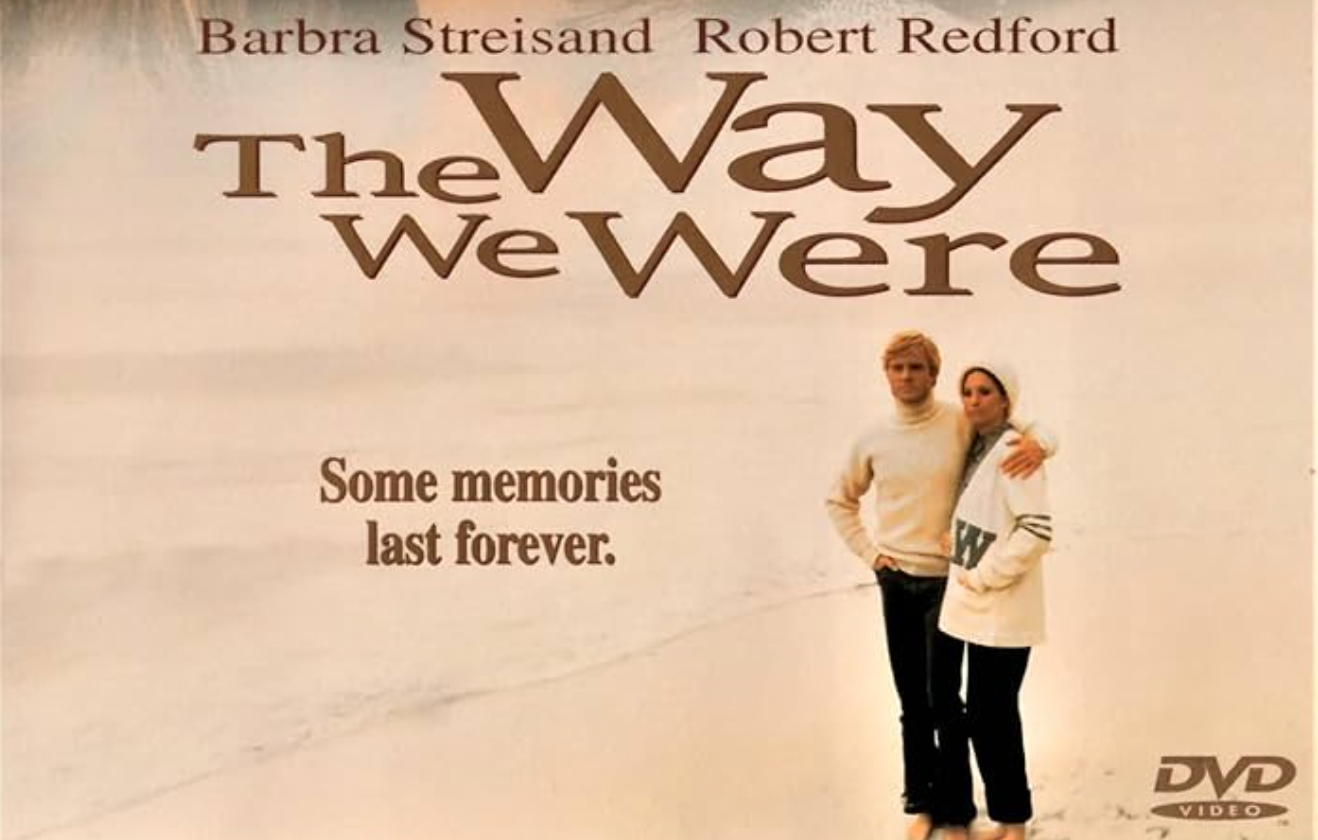 Barbra Streisand Robert Redford
The Way
We Were
Some memories
last forever.
W
DVD
VIDEO